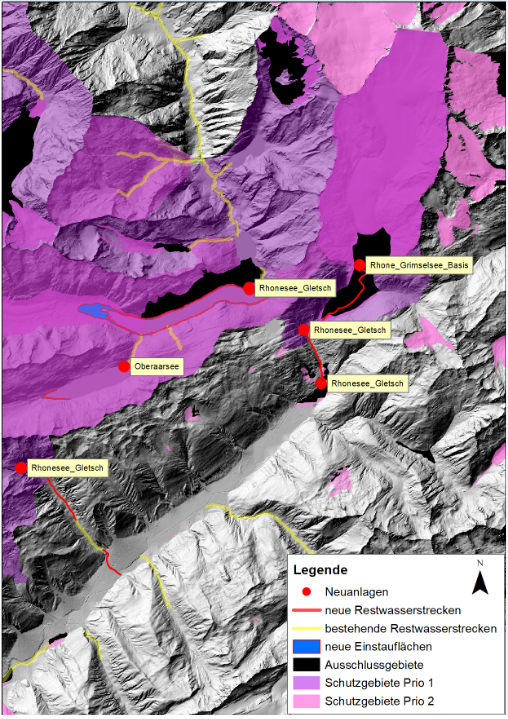 Rhone_Grimselsee_Basis
Rhonesee_Gletsch
Rhonesee_Gletsch
Oberaarsee
Rhonesee_Gletsch
Rhonesee_Gletsch
Legende
N
Neuanlagen
neue Restwasserstrecken
bestehende Restwasserstrecken
neue Einstauflächen
Ausschlussgebiete
Schutzgebiete Prio 1
Schutzgebiete Prio 2